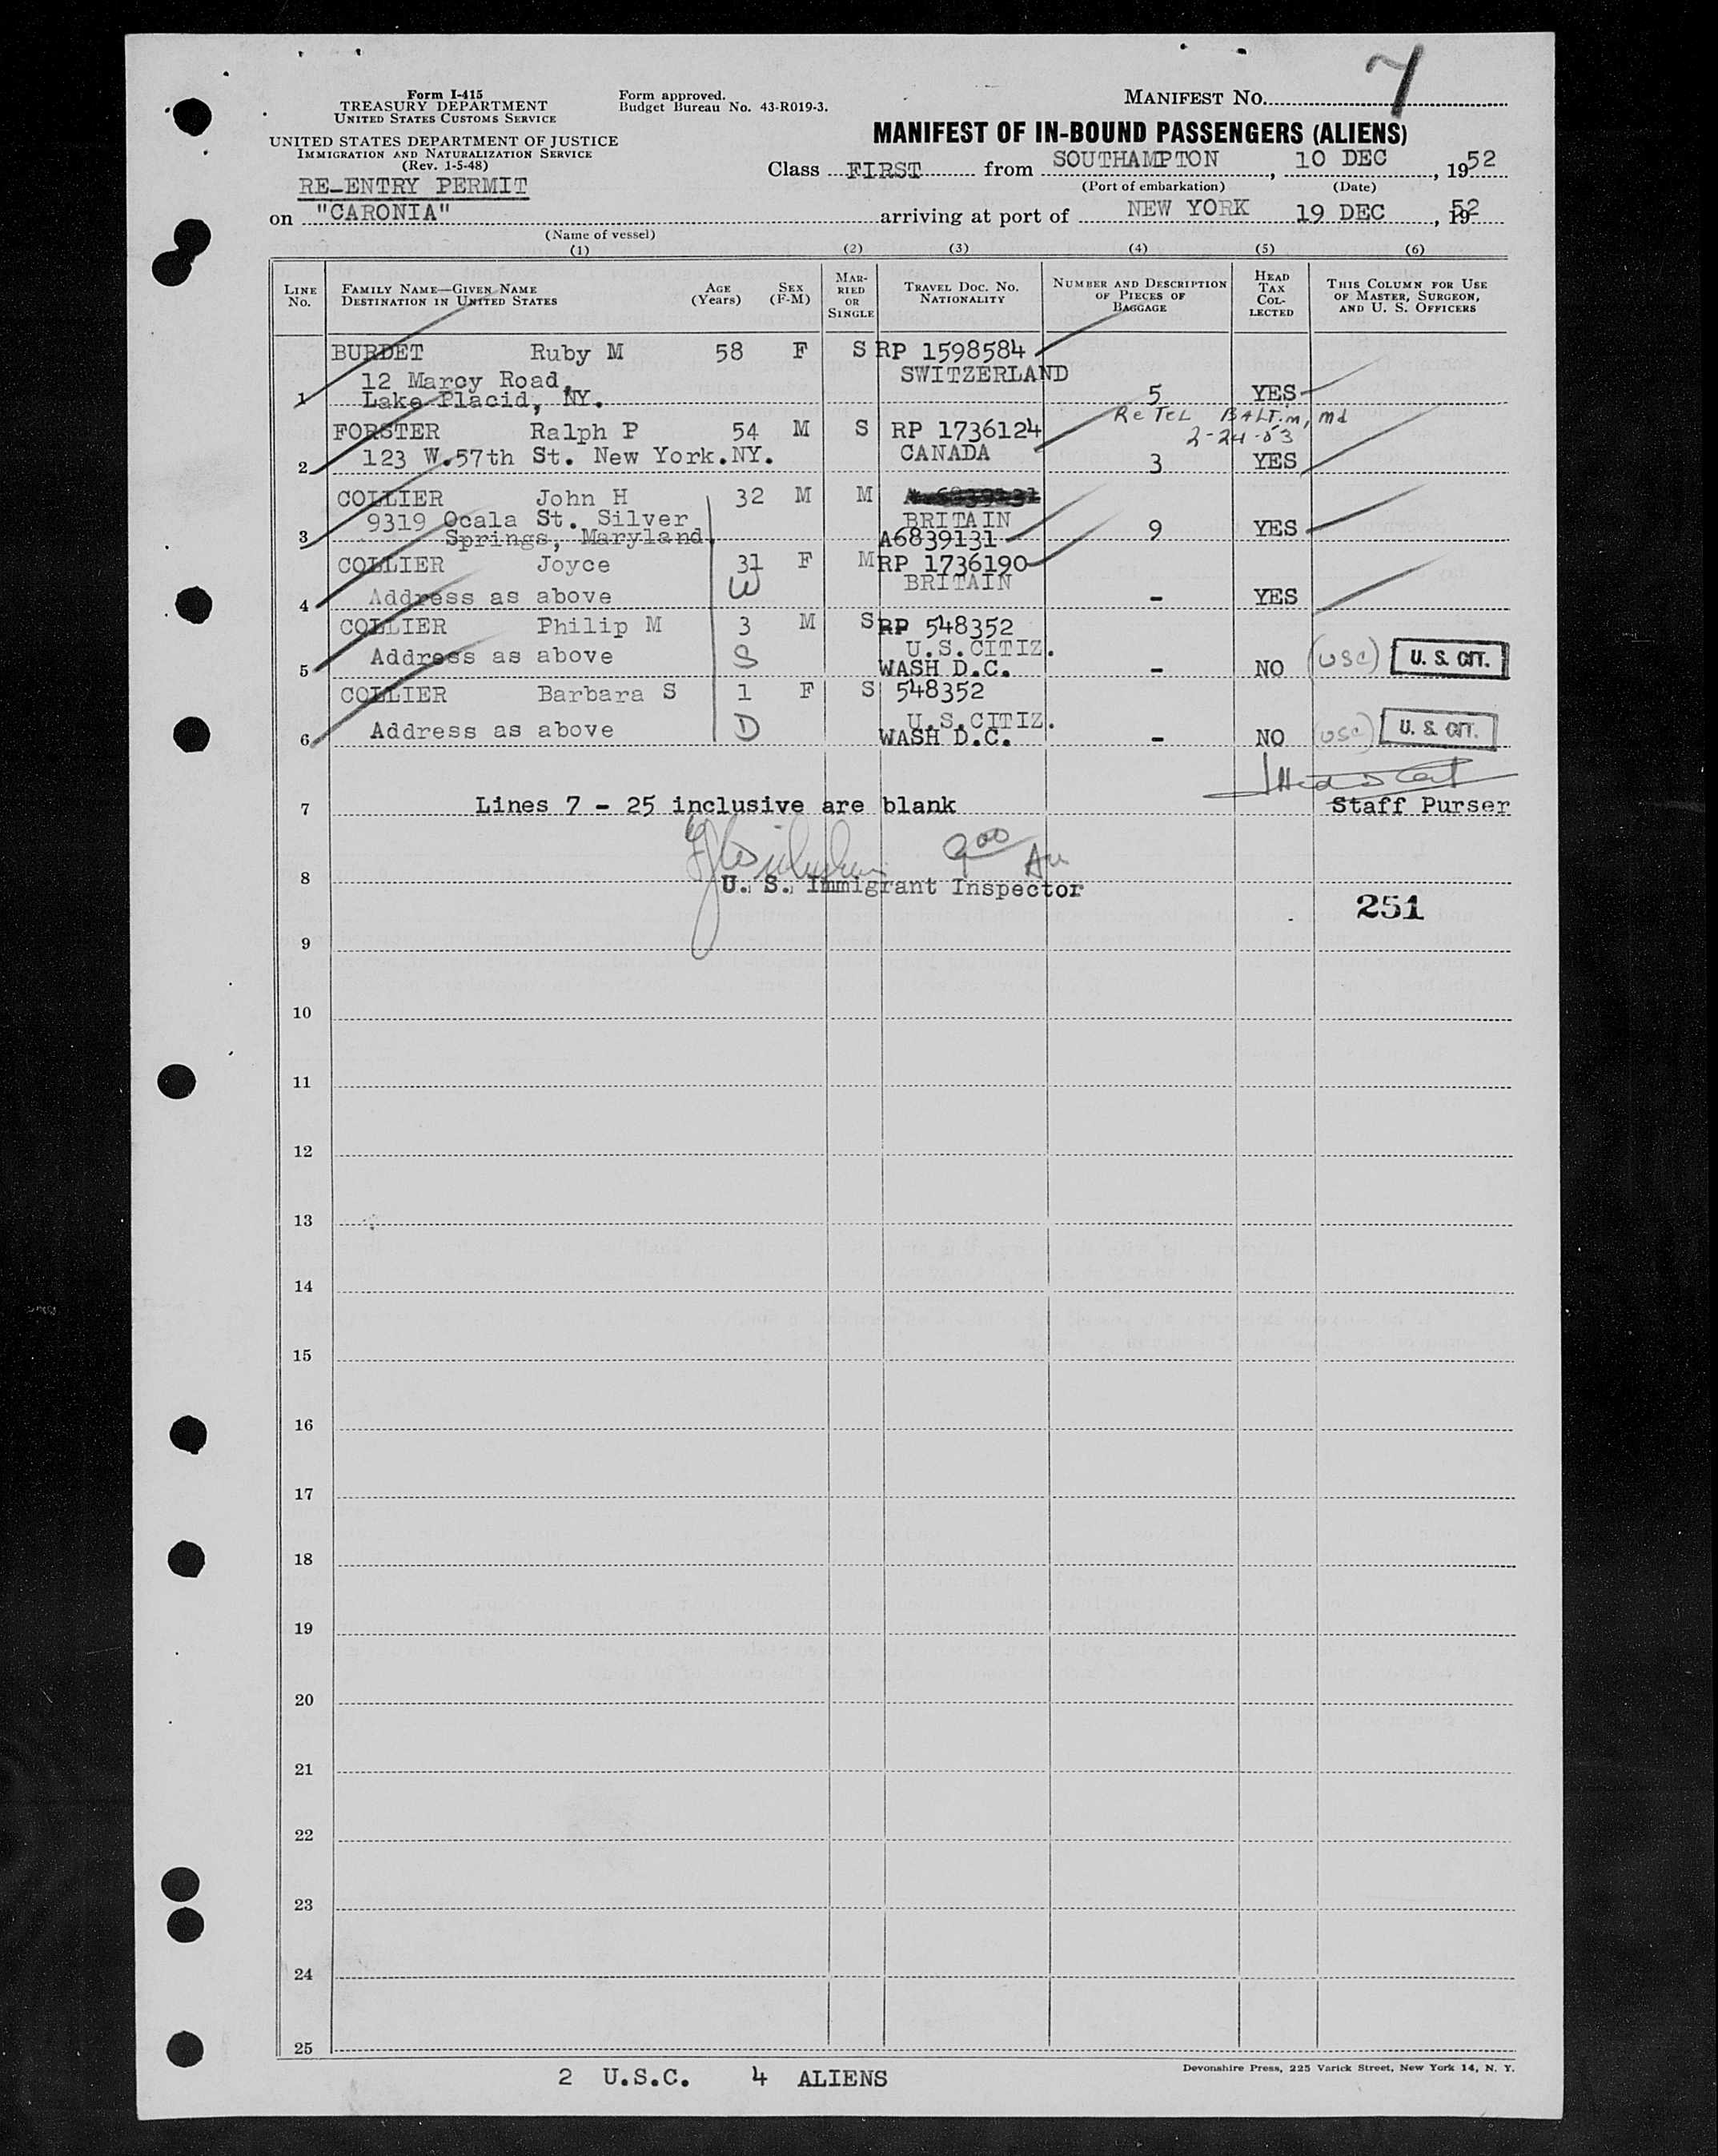 7
Form I-415
TREASURY DEPARTMENT
UNITED STATES CUSTOMS SERVICE
UNITED STATES DEPARTMENT OF JUSTICE
IMMIGRATION AND NATURALIZATION SERVICE
(Rev. 1-5-48)
Form approved.
Budget Bureau No. 43-R019-3.
MANIFEST NO.
MANIFEST OF IN-BOUND PASSENGERS (ALIENS)
Class FIRST from SOUTHAMPTON, 10 DEC, 1952
(Port of embarkation) (Date)
RE-ENTRY PERMIT
on "CARONIA" arriving at port of NEW YORK 19 DEC, 1952
(Name of vessel)
(1) (2) (3) (4) (5) (6)
LINE NO. FAMILY NAME—GIVEN NAME DESTINATION IN UNITED STATES AGE (Years) SEX (F-M) MARRIED OR SINGLE TRAVEL DOC. NO. NATIONALITY NUMBER AND DESCRIPTION OF PIECES OF BAGGAGE HEAD TAX COLLECTED THIS COLUMN FOR USE OF MASTER, SURGEON, AND U. S. OFFICERS
BURDET Ruby M 58 F S RP 1598584
12 Marcy Road, SWITZERLAND
1 Lake Placid, NY. 5 YES
FORSTER Ralph P 54 M S RP 1736124 Re Tel BALTim, md
2-24-53
2 123 W.57th St. New York.NY. CANADA 3 YES
COLLIER John H 32 M M A 6839131
9319 Ocala St. Silver BRITAIN
3 Springs, Maryland. A6839131 9 YES
COLLIER Joyce 31 F M RP 1736190
W BRITAIN
4 Address as above - YES
COLLIER Philip M 3 M S RP 548352
Address as above S U.S.CITIZ.
5 WASH D.C. - NO (USC) U. S. CIT.
COLLIER Barbara S 1 F S 548352
Address as above D U.S.CITIZ.
6 WASH D.C. - NO (USC) U. S. CIT.
7 Lines 7 - 25 inclusive are blank Staff Purser
900 Au
8 U. S. Immigrant Inspector
251
9
10
11
12
13
14
15
16
17
18
19
20
21
22
23
24
25
2 U.S.C. 4 ALIENS
Devonshire Press, 225 Varick Street, New York 14, N. Y.